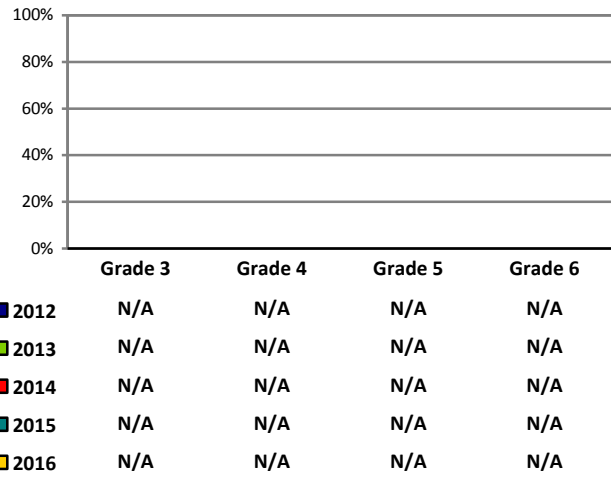 100%
80%
60%
40%
20%
0%
Grade 3 Grade 4 Grade 5 Grade 6
2012 N/A N/A N/A N/A
2013 N/A N/A N/A N/A
2014 N/A N/A N/A N/A
2015 N/A N/A N/A N/A
2016 N/A N/A N/A N/A